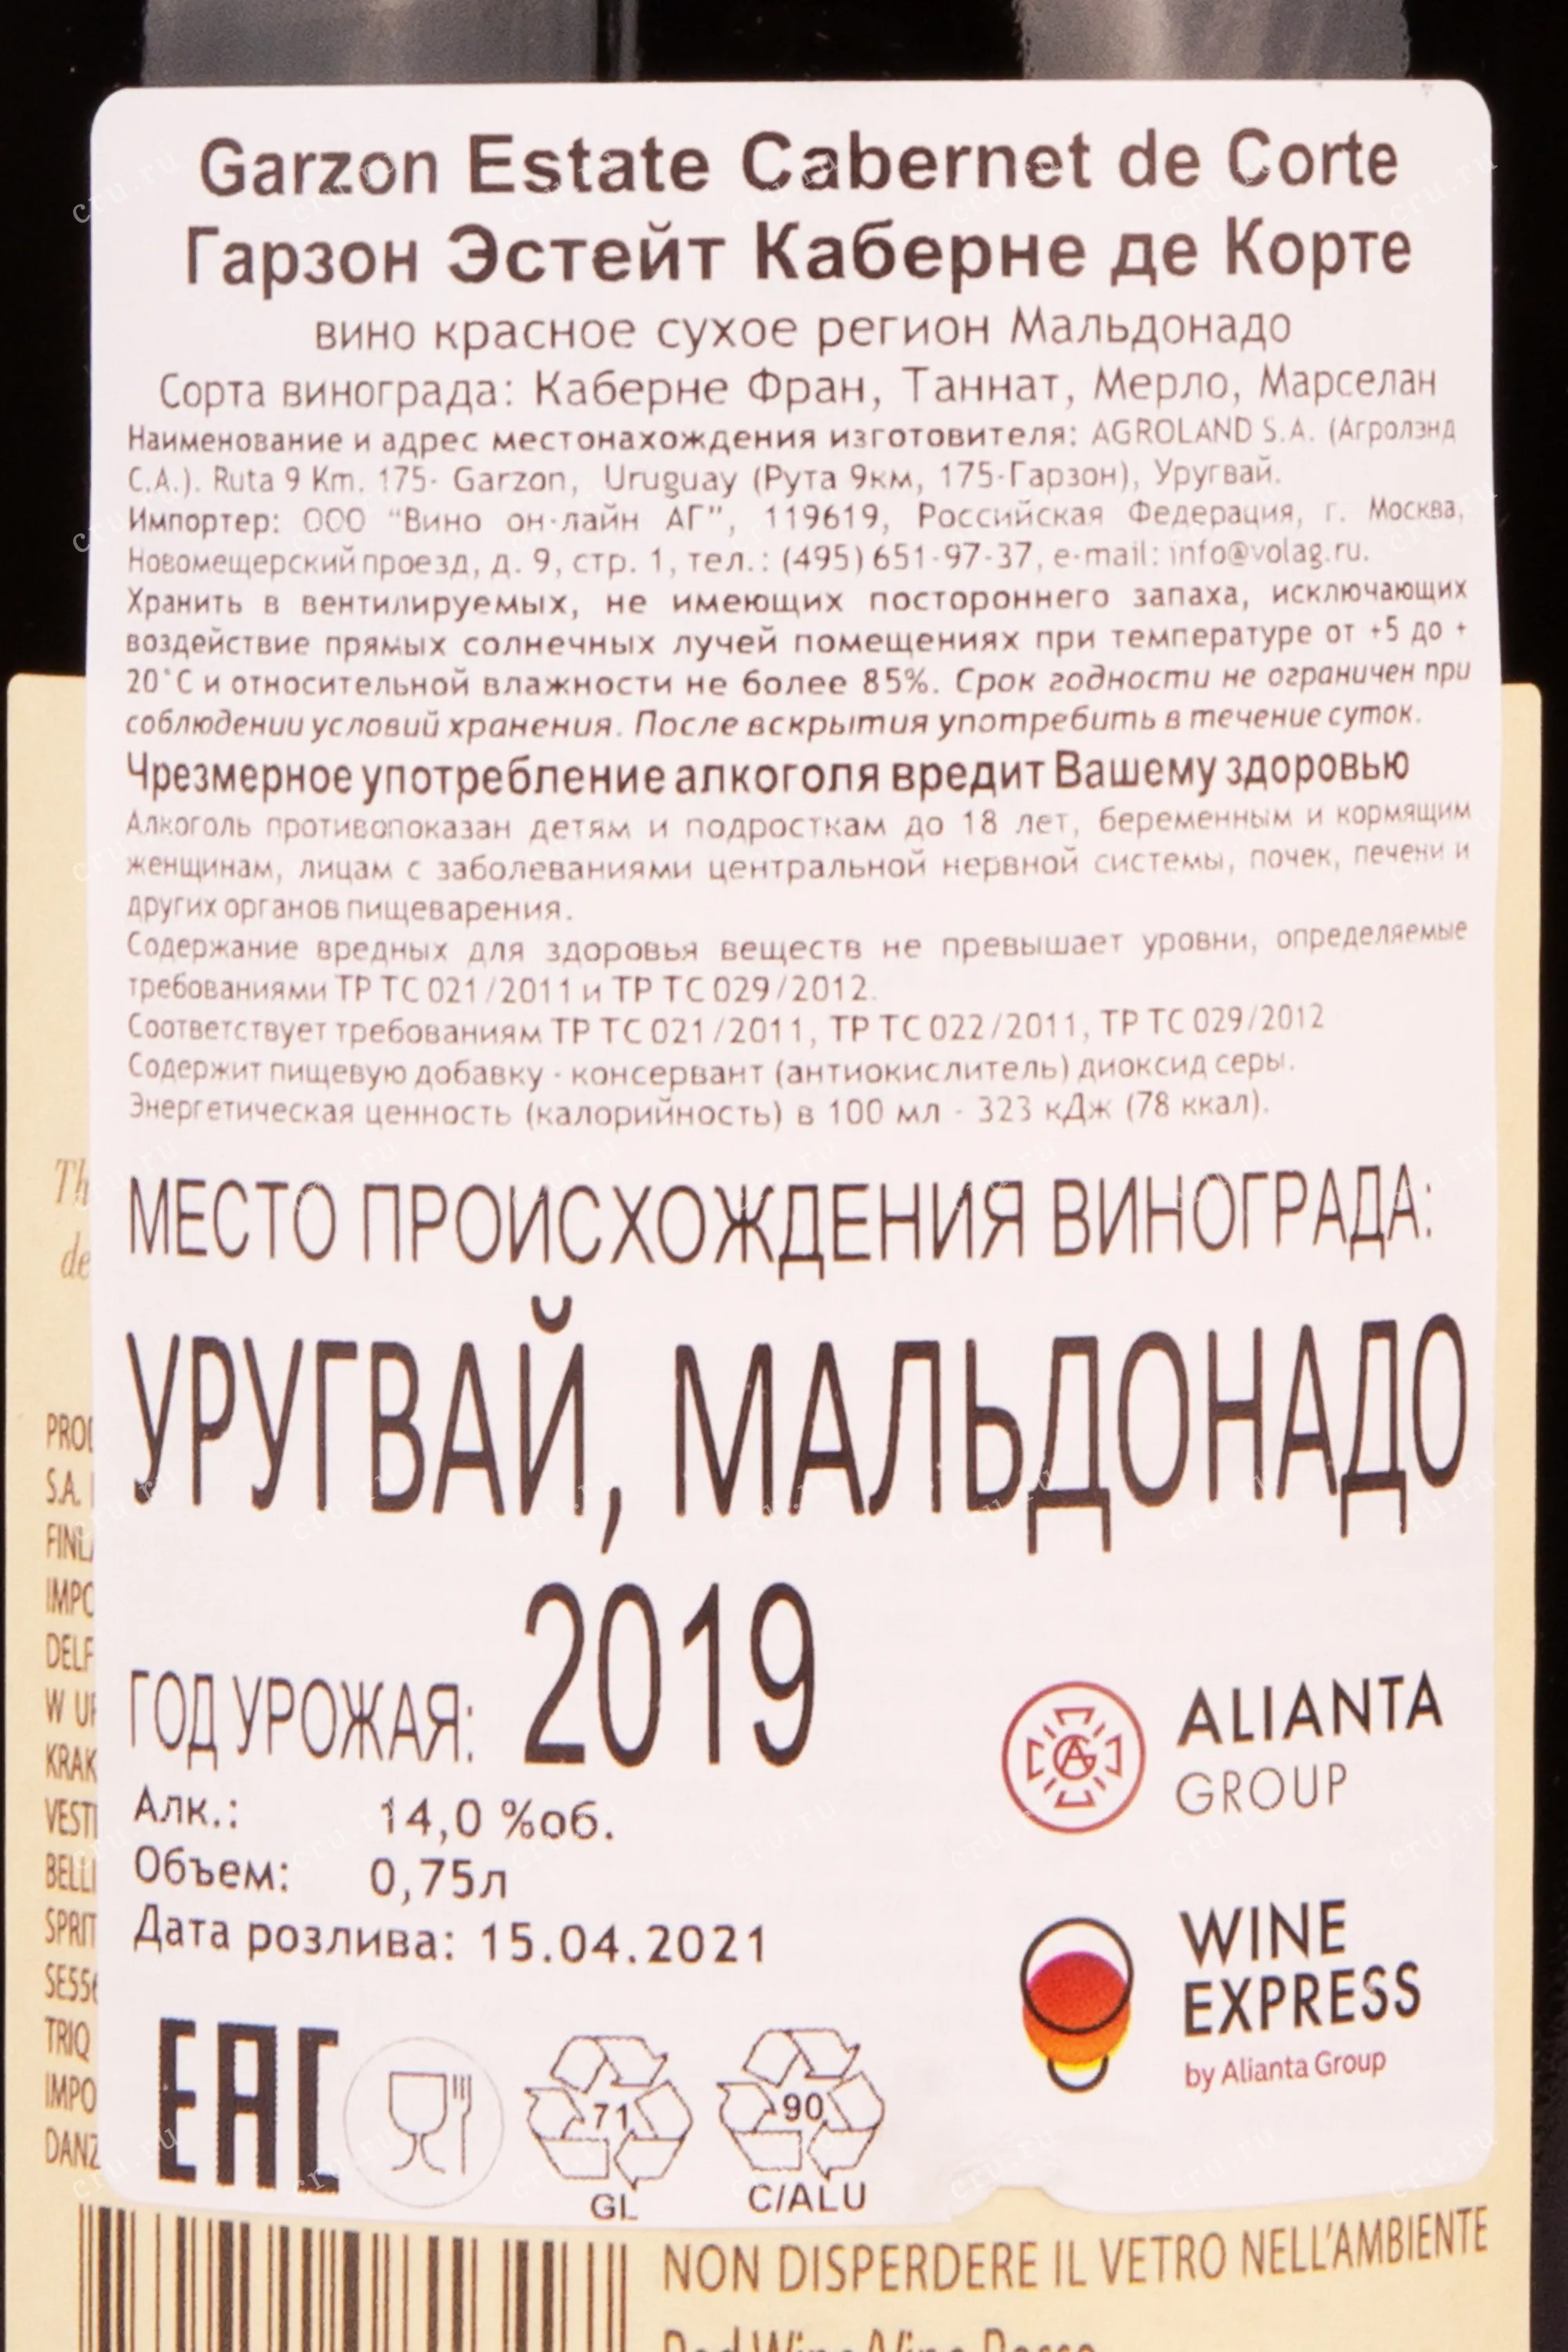 Garzon Estate Cabernet de Corte
Гарзон Эстейт Каберне де Корте
вино красное сухое регион Мальдонадо
Сорта винограда: Каберне Фран, Таннат, Мерло, Марселан
Наименование и адрес местонахождения изготовителя: AGROLAND S.A. (Агролэнд
С.А.). Ruta 9 Km. 175- Garzon, Uruguay (Рута 9км, 175-Гарзон), Уругвай.
Импортер: ООО “Вино он-лайн АГ”, 119619, Российская Федерация, г. Москва,
Новомещерский проезд, д. 9, стр. 1, тел.: (495) 651-97-37, e-mail: info@volag.ru.
Хранить в вентилируемых, не имеющих постороннего запаха, исключающих
воздействие прямых солнечных лучей помещениях при температуре от +5 до +
20°С и относительной влажности не более 85%. Срок годности не ограничен при
соблюдении условий хранения. После вскрытия употребить в течение суток.
Чрезмерное употребление алкоголя вредит Вашему здоровью
Алкоголь противопоказан детям и подросткам до 18 лет, беременным и кормящим
женщинам, лицам с заболеваниями центральной нервной системы, почек, печени и
других органов пищеварения.
Содержание вредных для здоровья веществ не превышает уровни, определяемые
требованиями ТР ТС 021/2011 и ТР ТС 029/2012.
Соответствует требованиям ТР ТС 021/2011, ТР ТС 022/2011, ТР ТС 029/2012
Содержит пищевую добавку - консервант (антиокислитель) диоксид серы.
Энергетическая ценность (калорийность) в 100 мл - 323 кДж (78 ккал).
МЕСТО ПРОИСХОЖДЕНИЯ ВИНОГРАДА:
УРУГВАЙ, МАЛЬДОНАДО
ГОД УРОЖАЯ: 2019
Алк.: 14,0 %об.
Объем: 0,75л
Дата розлива: 15.04.2021
ALIANTA
GROUP
WINE
EXPRESS
by Alianta Group
EAC
71
GL
90
C/ALU
NON DISPERDERE IL VETRO NELL'AMBIENTE
cru.ru